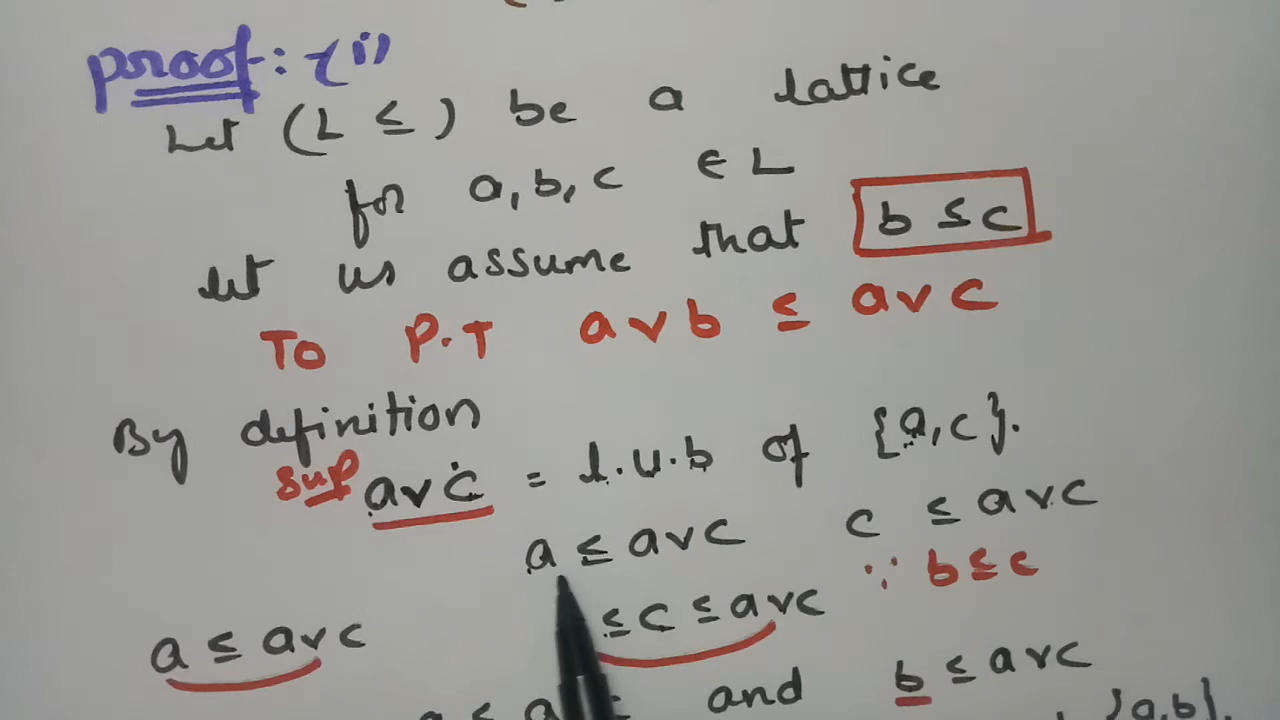 proof: (i)
Let (L ≤) be a lattice
for a, b, c ∈ L
let us assume that b ≤ c
To P.T a v b ≤ a v c
By definition
sup a v c = l.u.b of {a, c}.
a ≤ a v c c ≤ a v c
≤ c ≤ a v c ∵ b ≤ c
a ≤ a v c
and b ≤ a v c
{a, b}.